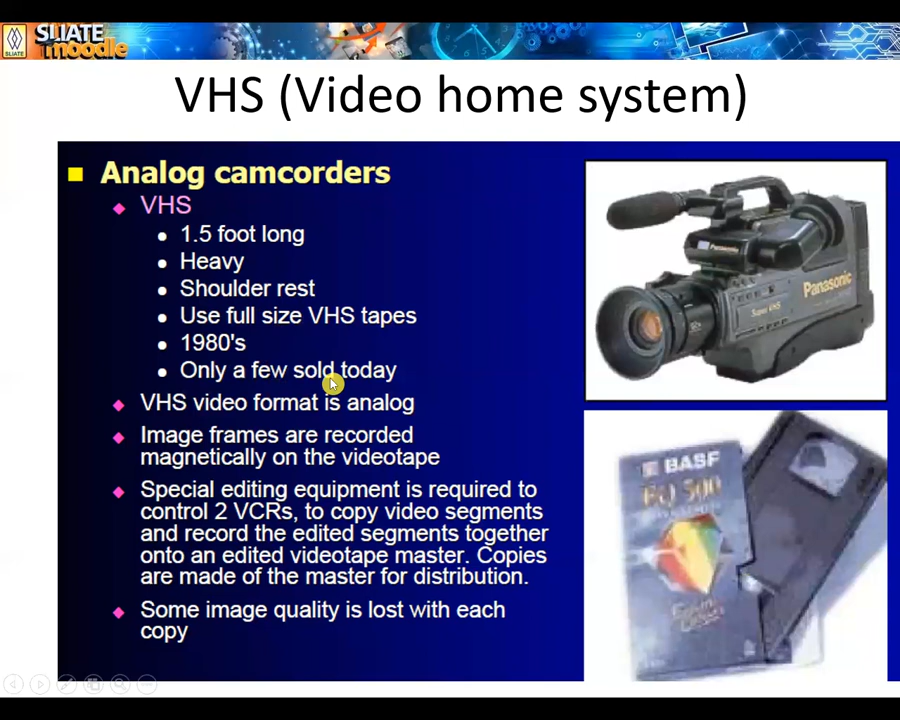 SLIATE
moodle
VHS (Video home system)
Analog camcorders
VHS
1.5 foot long
Heavy
Shoulder rest
Use full size VHS tapes
1980's
Only a few sold today
VHS video format is analog
Image frames are recorded
magnetically on the videotape
Special editing equipment is required to
control 2 VCRs, to copy video segments
and record the edited segments together
onto an edited videotape master. Copies
are made of the master for distribution.
Some image quality is lost with each
copy
Panasonic
Panasonic
Super VHS
BASF